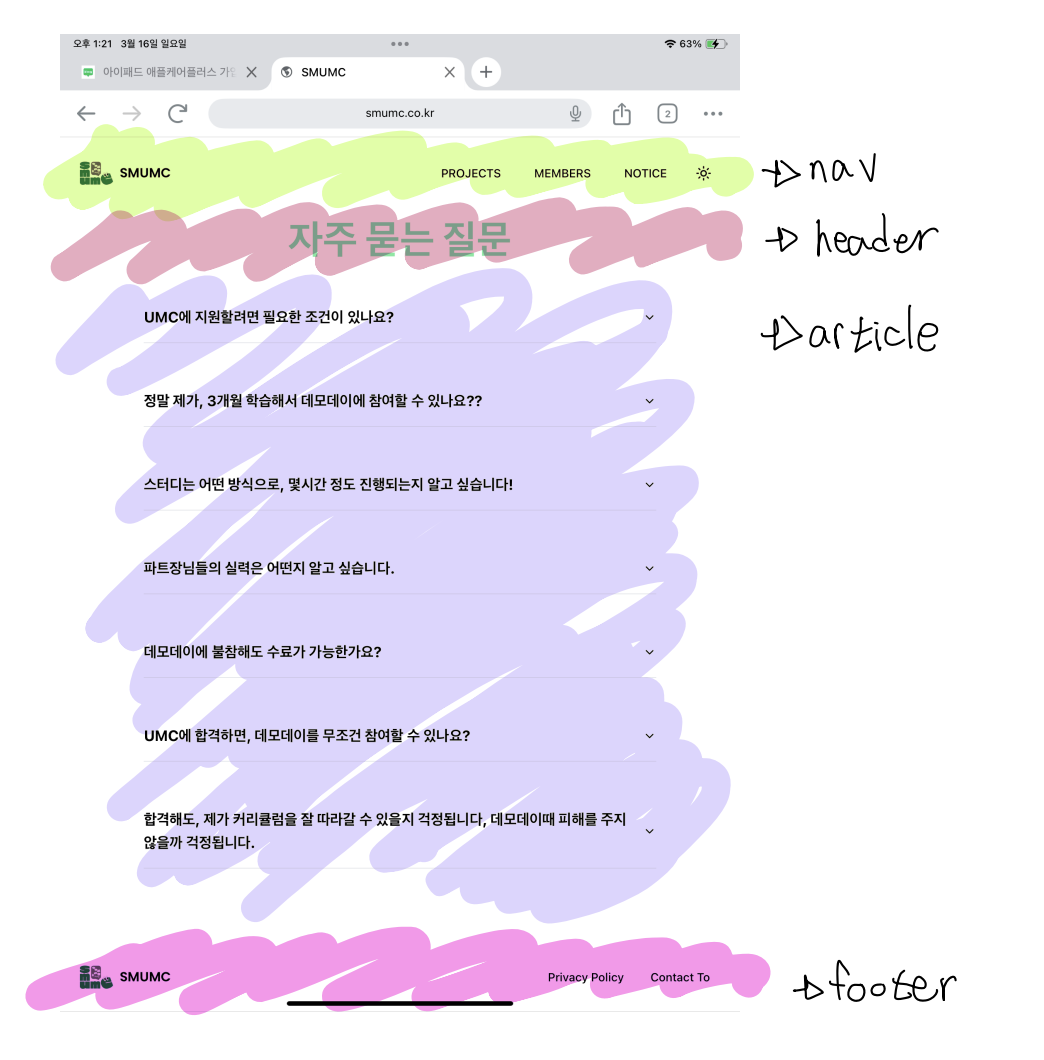 오후 1:21 3월 16일 일요일 63%
아이패드 애플케어플러스 가 SMUMC
smumc.co.kr 2
SMUMC PROJECTS MEMBERS NOTICE
nav
자주 묻는 질문
header
UMC에 지원할려면 필요한 조건이 있나요?
article
정말 제가, 3개월 학습해서 데모데이에 참여할 수 있나요??
스터디는 어떤 방식으로, 몇시간 정도 진행되는지 알고 싶습니다!
파트장님들의 실력은 어떤지 알고 싶습니다.
데모데이에 불참해도 수료가 가능한가요?
UMC에 합격하면, 데모데이를 무조건 참여할 수 있나요?
합격해도, 제가 커리큘럼을 잘 따라갈 수 있을지 걱정됩니다, 데모데이때 피해를 주지
않을까 걱정됩니다.
SMUMC Privacy Policy Contact To
footer